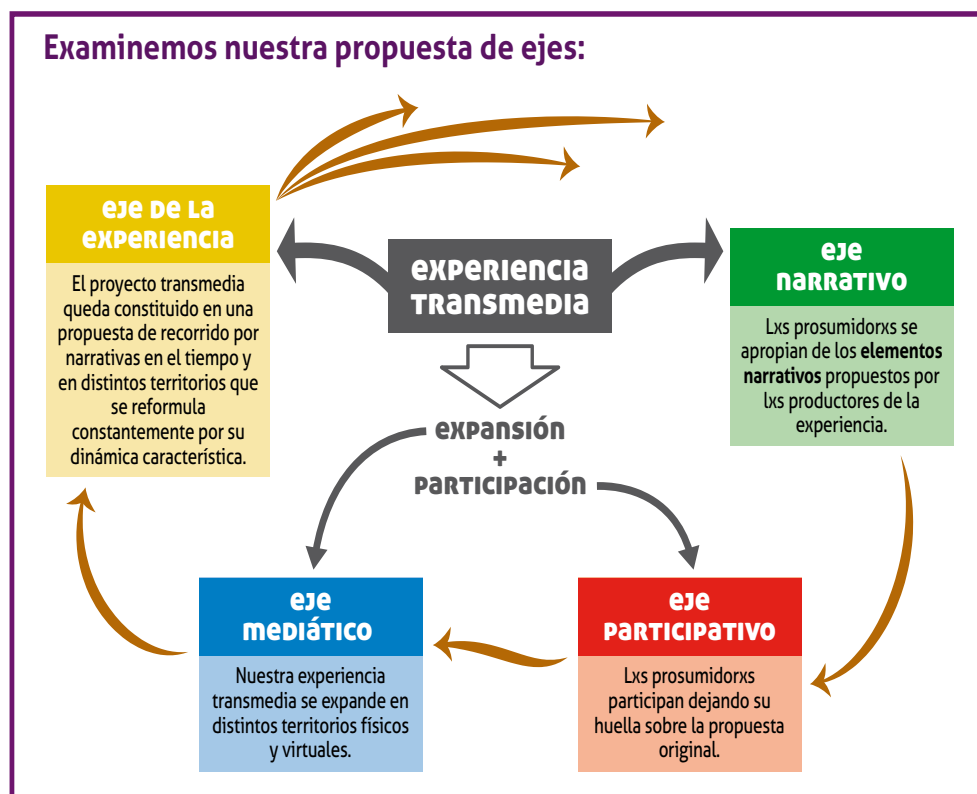 Examinemos nuestra propuesta de ejes:
eje de la
experiencia
El proyecto transmedia
queda constituido en una
propuesta de recorrido por
narrativas en el tiempo y
en distintos territorios que
se reformula
constantemente por su
dinámica característica.
experiencia
transmedia
eje
narrativo
Lxs prosumidorxs se
apropian de los elementos
narrativos propuestos por
lxs productores de la
experiencia.
expansión
+
participación
eje
mediático
Nuestra experiencia
transmedia se expande en
distintos territorios físicos
y virtuales.
eje
participativo
Lxs prosumidorxs
participan dejando su
huella sobre la propuesta
original.